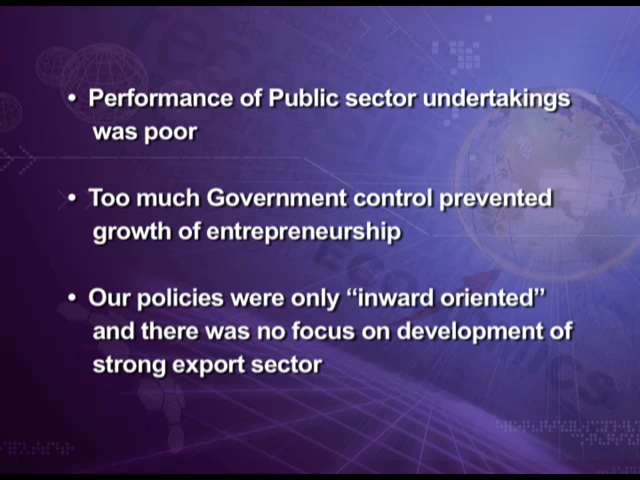 • Performance of Public sector undertakings
was poor
• Too much Government control prevented
growth of entrepreneurship
• Our policies were only “inward oriented”
and there was no focus on development of
strong export sector